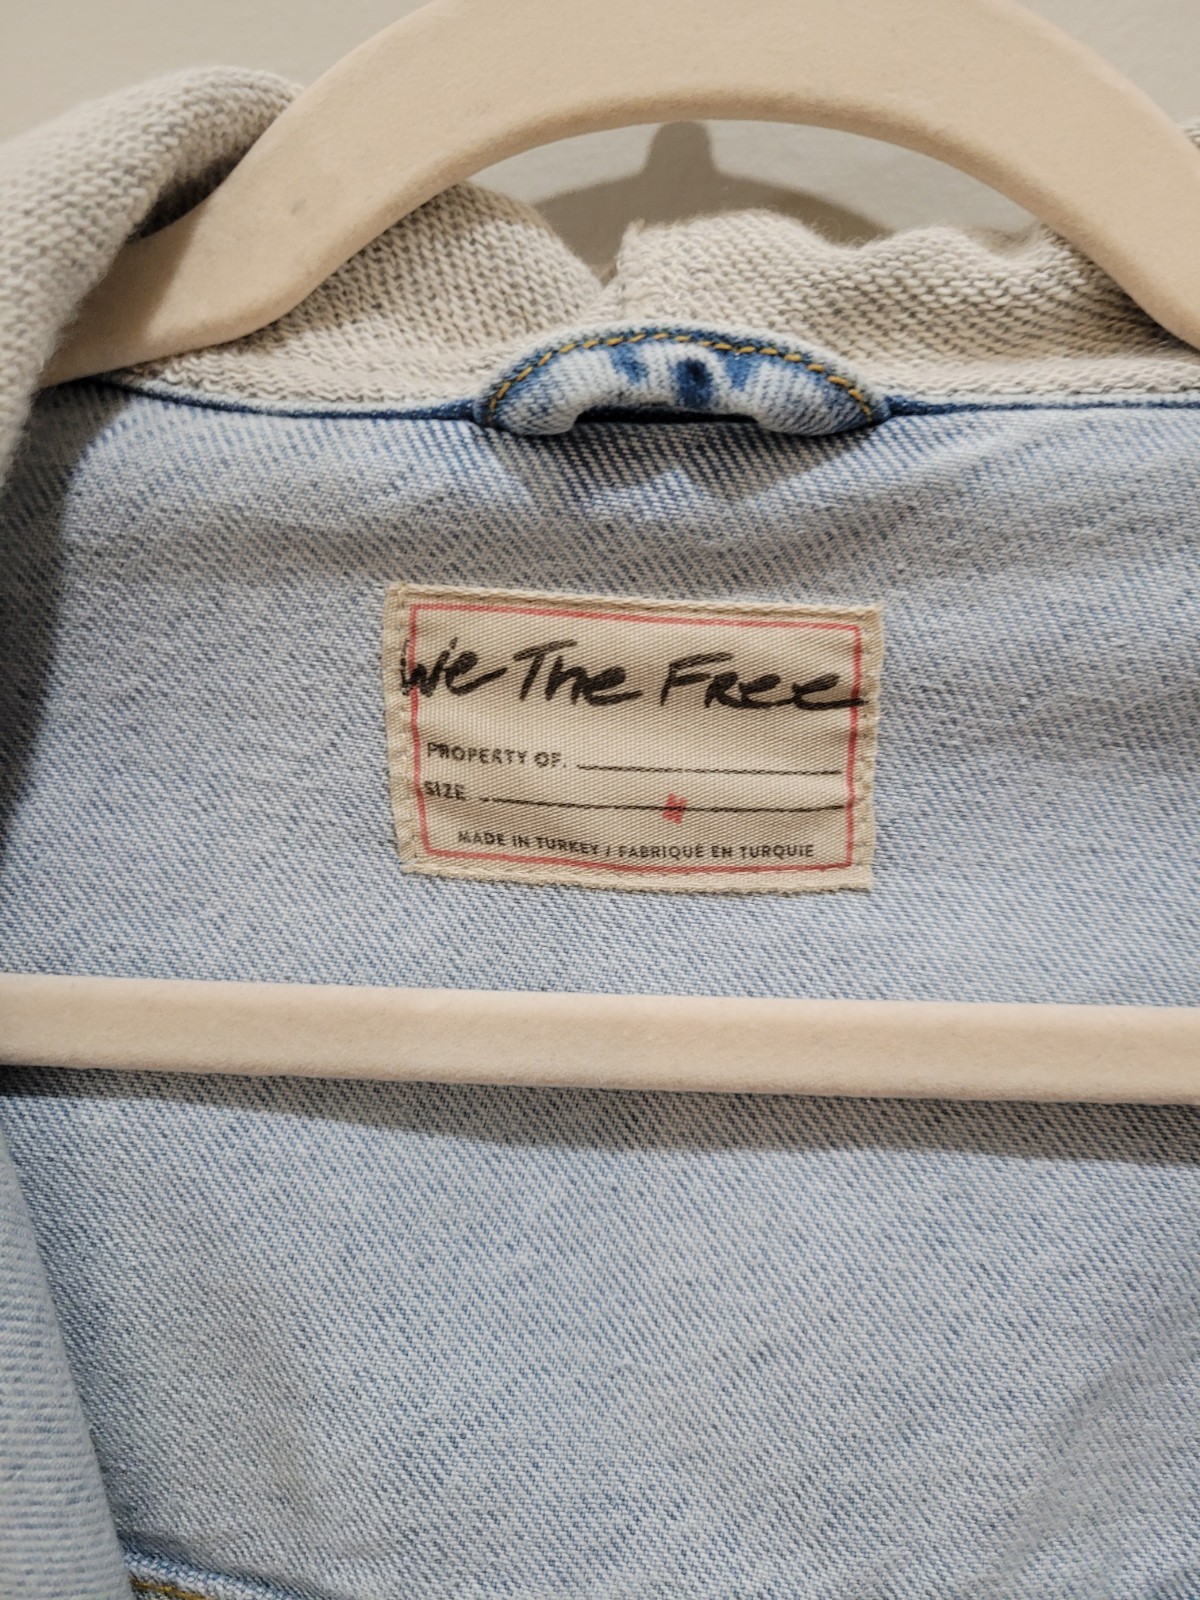 We The Free
PROPERTY OF.
SIZE M
MADE IN TURKEY / FABRIQUÉ EN TURQUIE